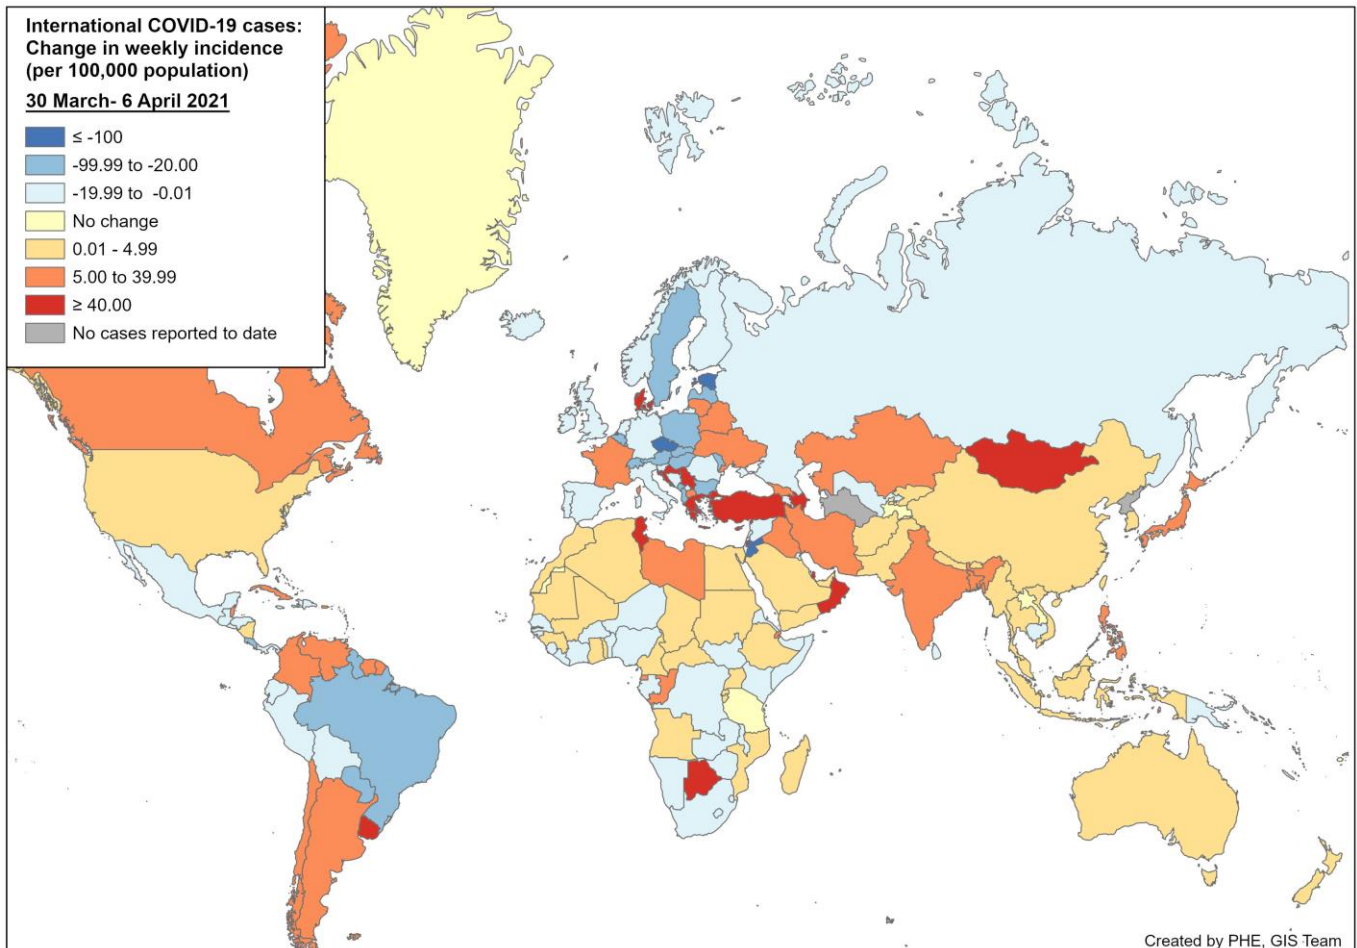 International COVID-19 cases:
Change in weekly incidence
(per 100,000 population)
30 March- 6 April 2021
≤ -100
-99.99 to -20.00
-19.99 to -0.01
No change
0.01 - 4.99
5.00 to 39.99
≥ 40.00
No cases reported to date
Created by PHE, GIS Team